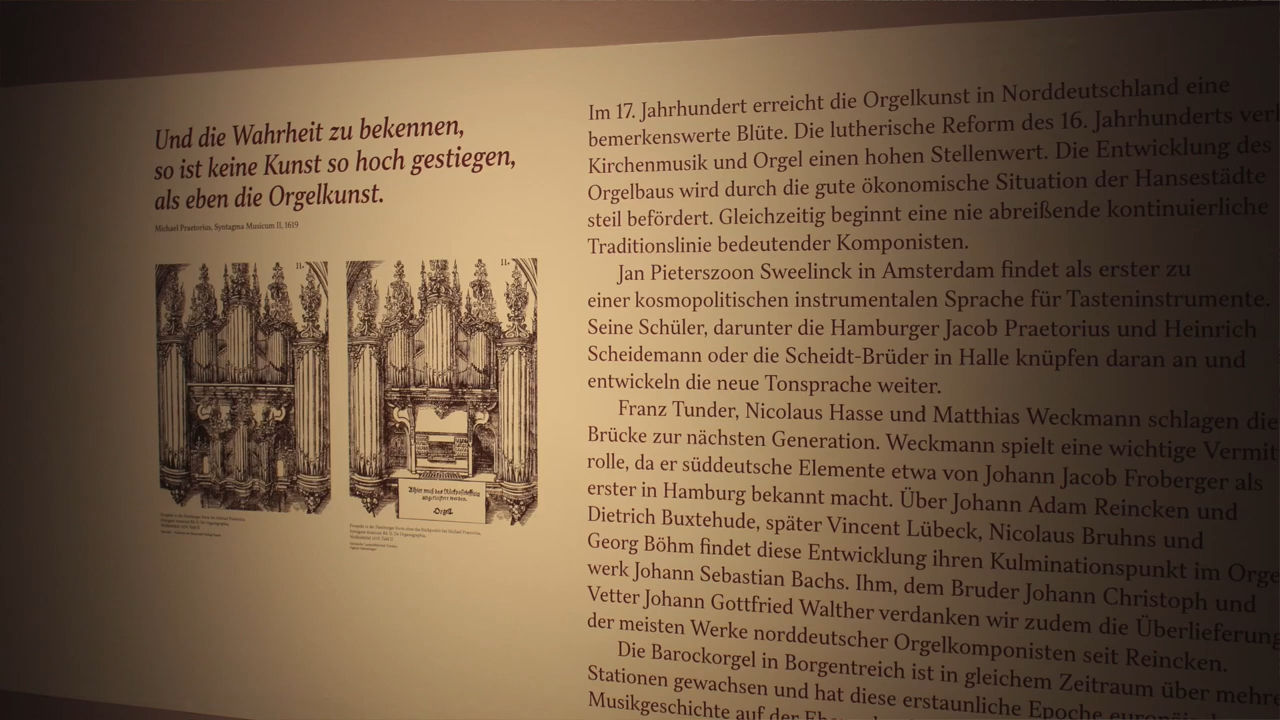 Und die Wahrheit zu bekennen,
so ist keine Kunst so hoch gestiegen,
als eben die Orgelkunst.
Michael Praetorius, Syntagma Musicum II, 1619
II.
II.
Orgel.
Im 17. Jahrhundert erreicht die Orgelkunst in Norddeutschland eine
bemerkenswerte Blüte. Die lutherische Reform des 16. Jahrhunderts
Kirchenmusik und Orgel einen hohen Stellenwert. Die Entwicklung des
Orgelbaus wird durch die gute ökonomische Situation der Hansestädte
steil befördert. Gleichzeitig beginnt eine nie abreißende kontinuierliche
Traditionslinie bedeutender Komponisten.
Jan Pieterszoon Sweelinck in Amsterdam findet als erster zu
einer kosmopolitischen instrumentalen Sprache für Tasteninstrumente.
Seine Schüler, darunter die Hamburger Jacob Praetorius und Heinrich
Scheidemann oder die Scheidt-Brüder in Halle knüpfen daran an und
entwickeln die neue Tonsprache weiter.
Franz Tunder, Nicolaus Hasse und Matthias Weckmann schlagen die
Brücke zur nächsten Generation. Weckmann spielt eine wichtige Vermit
rolle, da er süddeutsche Elemente etwa von Johann Jacob Froberger als
erster in Hamburg bekannt macht. Über Johann Adam Reincken und
Dietrich Buxtehude, später Vincent Lübeck, Nicolaus Bruhns und
Georg Böhm findet diese Entwicklung ihren Kulminationspunkt im Orge
werk Johann Sebastian Bachs. Ihm, dem Bruder Johann Christoph und
Vetter Johann Gottfried Walther verdanken wir zudem die Überlieferung
der meisten Werke norddeutscher Orgelkomponisten seit Reincken.
Die Barockorgel in Borgentreich ist in gleichem Zeitraum über mehre
Stationen gewachsen und hat diese erstaunliche Epoche
Musikgeschichte auf der